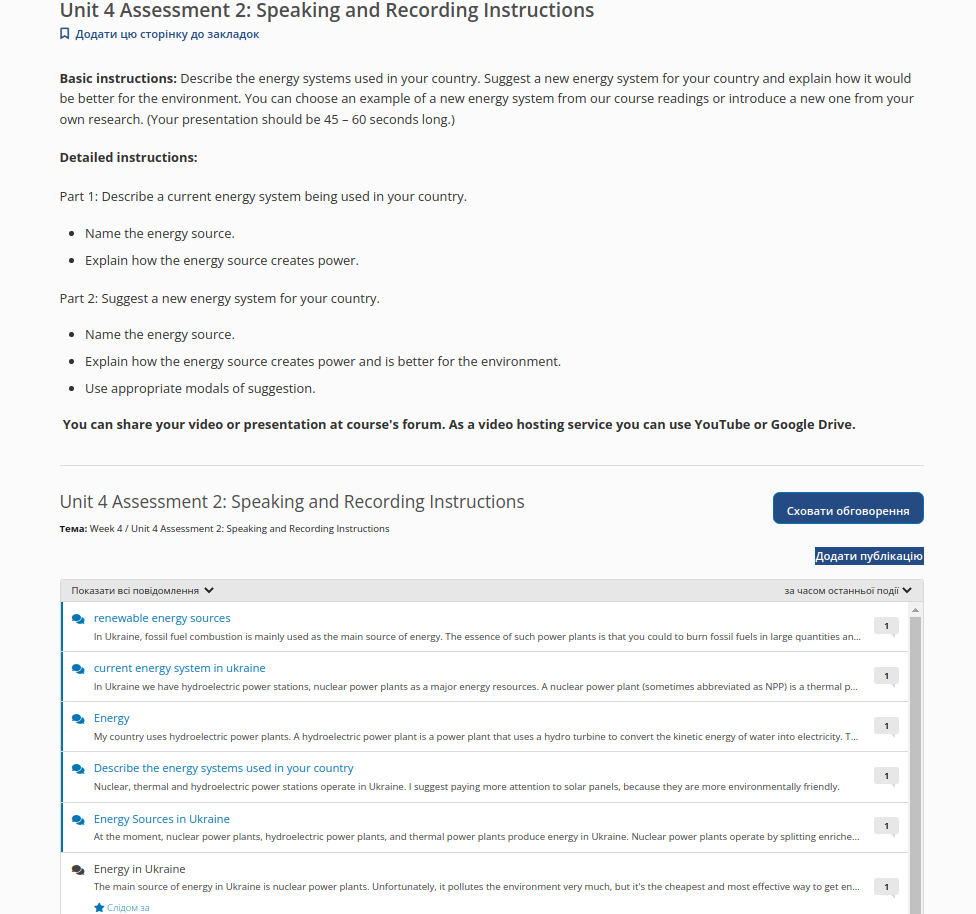 Unit 4 Assessment 2: Speaking and Recording Instructions
Додати цю сторінку до закладок
Basic instructions: Describe the energy systems used in your country. Suggest a new energy system for your country and explain how it would
be better for the environment. You can choose an example of a new energy system from our course readings or introduce a new one from your
own research. (Your presentation should be 45 – 60 seconds long.)
Detailed instructions:
Part 1: Describe a current energy system being used in your country.
Name the energy source.
Explain how the energy source creates power.
Part 2: Suggest a new energy system for your country.
Name the energy source.
Explain how the energy source creates power and is better for the environment.
Use appropriate modals of suggestion.
You can share your video or presentation at course's forum. As a video hosting service you can use YouTube or Google Drive.
Unit 4 Assessment 2: Speaking and Recording Instructions
Сховати обговорення
Тема: Week 4 / Unit 4 Assessment 2: Speaking and Recording Instructions
Додати публікацію
Показати всі повідомлення
за часом останньої події
renewable energy sources
1
In Ukraine, fossil fuel combustion is mainly used as the main source of energy. The essence of such power plants is that you could to burn fossil fuels in large quantities an...
current energy system in ukraine
1
In Ukraine we have hydroelectric power stations, nuclear power plants as a major energy resources. A nuclear power plant (sometimes abbreviated as NPP) is a thermal p...
Energy
1
My country uses hydroelectric power plants. A hydroelectric power plant is a power plant that uses a hydro turbine to convert the kinetic energy of water into electricity. T...
Describe the energy systems used in your country
1
Nuclear, thermal and hydroelectric power stations operate in Ukraine. I suggest paying more attention to solar panels, because they are more environmentally friendly.
Energy Sources in Ukraine
1
At the moment, nuclear power plants, hydroelectric power plants, and thermal power plants produce energy in Ukraine. Nuclear power plants operate by splitting enriche...
Energy in Ukraine
1
The main source of energy in Ukraine is nuclear power plants. Unfortunately, it pollutes the environment very much, but it's the cheapest and most effective way to get en...
Слідом за